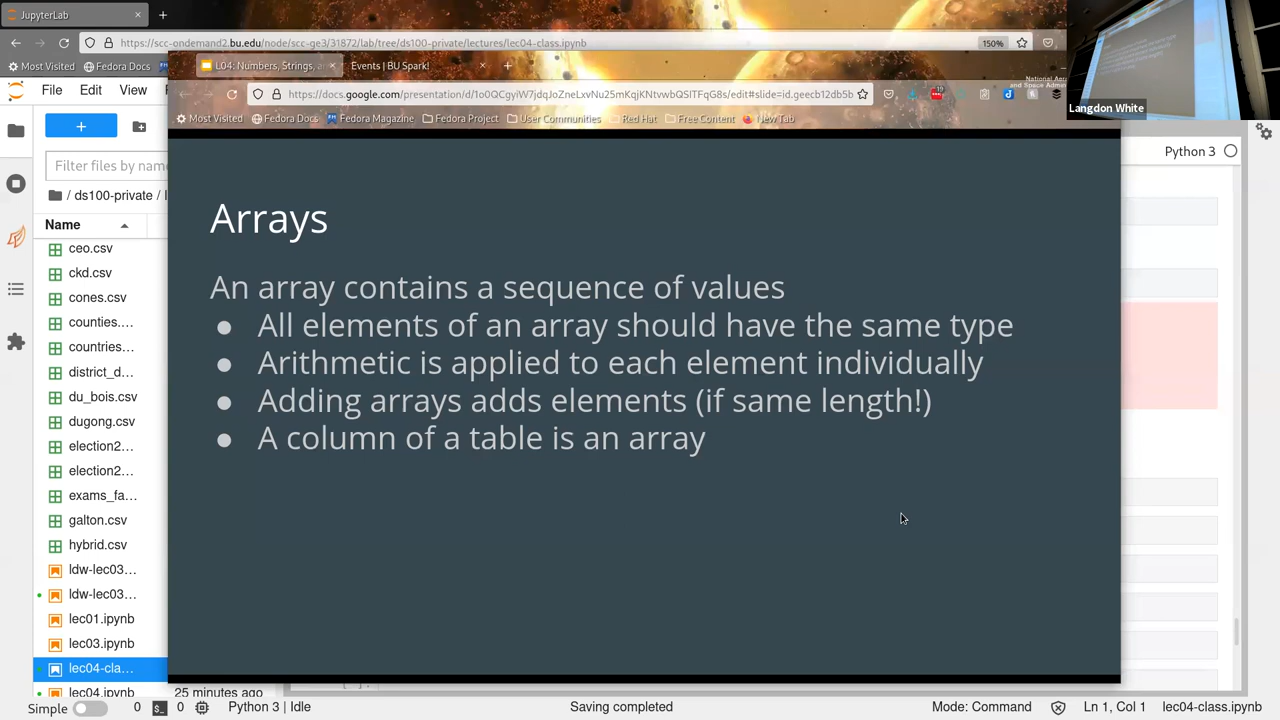 JupyterLab
https://scc-ondemand2.bu.edu/node/scc-ge3/31872/lab/tree/ds100-private/lectures/lec04-class.ipynb
150%
Most Visited
Fedora Docs
L04: Numbers, Strings, a
Events | BU Spark!
National Aer
and Space Admin
https://docs.google.com/presentation/d/1o0QCgyiW7jdqJoZneLxvNu25mKqjKNtvwbQSITFqG8s/edit#slide=id.geecb12db5b
19
Most Visited
Fedora Docs
Fedora Magazine
Fedora Project
User Communities
Red Hat
Free Content
New Tab
Langdon White
File
Edit
View
Python 3
Filter files by name
/ ds100-private / l
Name
ceo.csv
ckd.csv
cones.csv
counties....
countries...
district_d...
du_bois.csv
dugong.csv
election2...
election2...
exams_fa...
galton.csv
hybrid.csv
ldw-lec03...
ldw-lec03...
lec01.ipynb
lec03.ipynb
lec04-cla...
lec04.ipynb
25 minutes ago
Arrays
An array contains a sequence of values
● All elements of an array should have the same type
● Arithmetic is applied to each element individually
● Adding arrays adds elements (if same length!)
● A column of a table is an array
Simple
0
0
Python 3 | Idle
Saving completed
Mode: Command
Ln 1, Col 1
lec04-class.ipynb